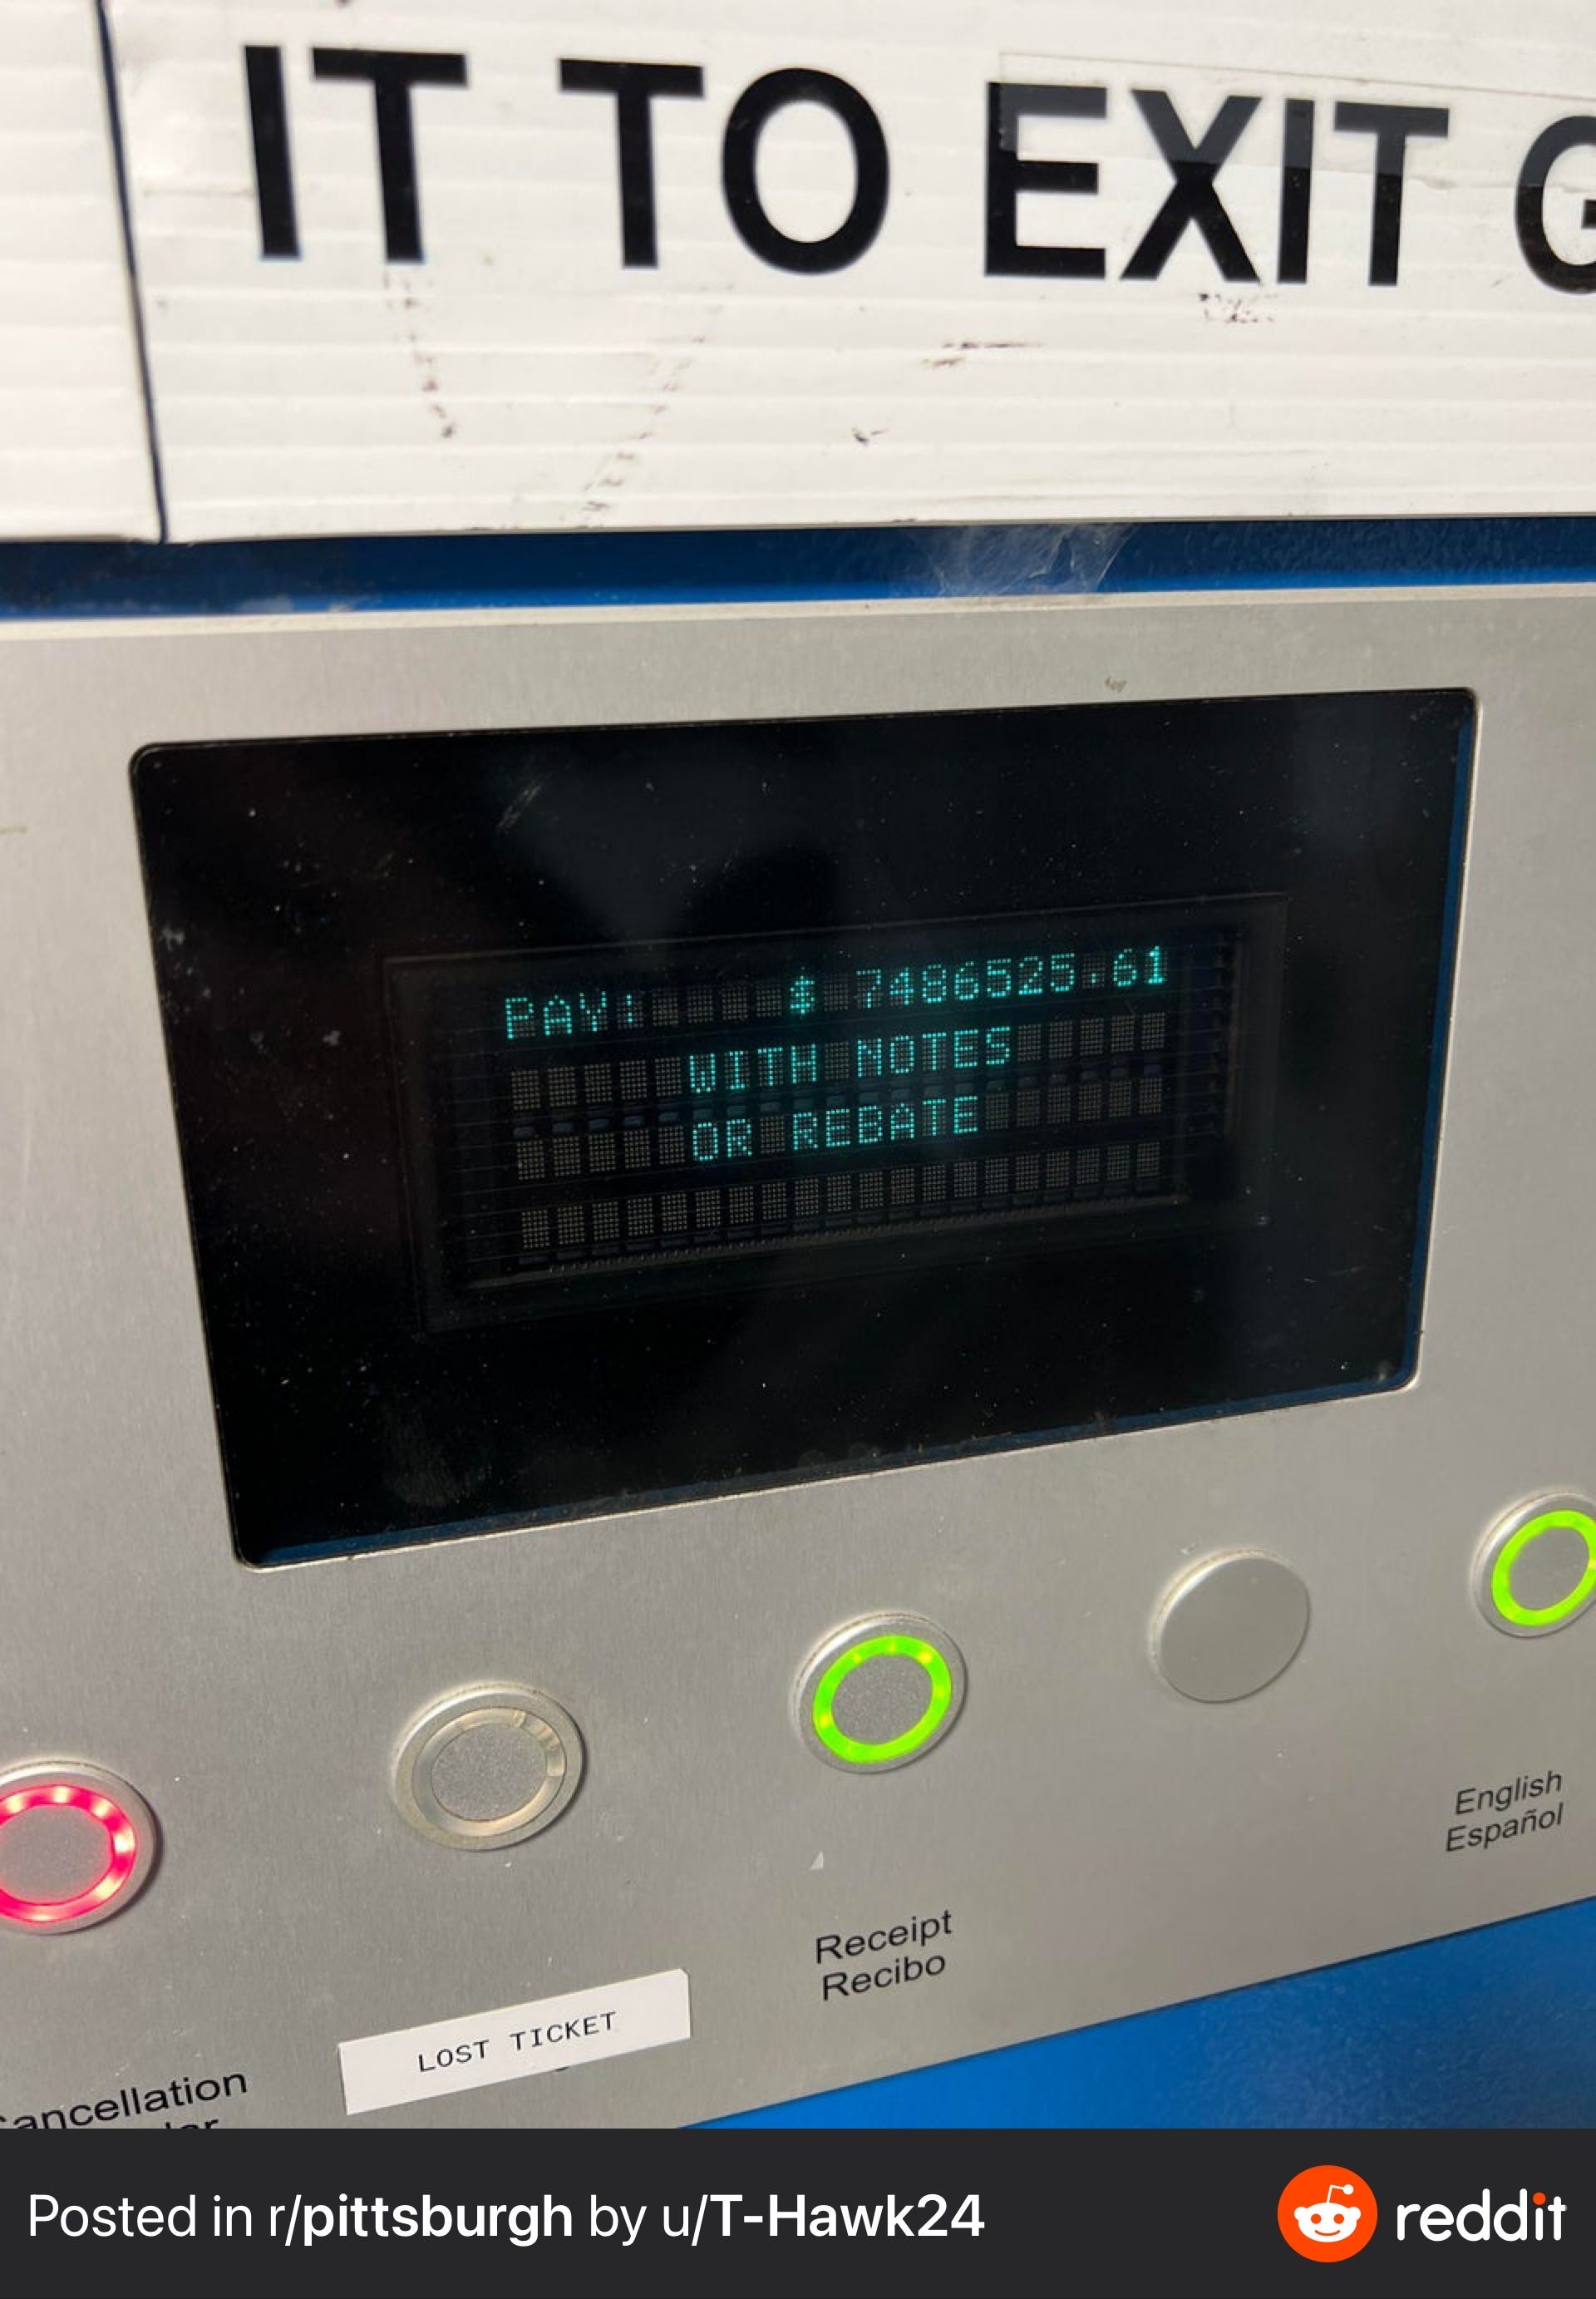 IT TO EXIT
PAY: $ 7486525.61
WITH NOTES
OR REBATE
English
Español
Receipt
Recibo
LOST TICKET
ancellation
Posted in r/pittsburgh by u/T-Hawk24
reddit